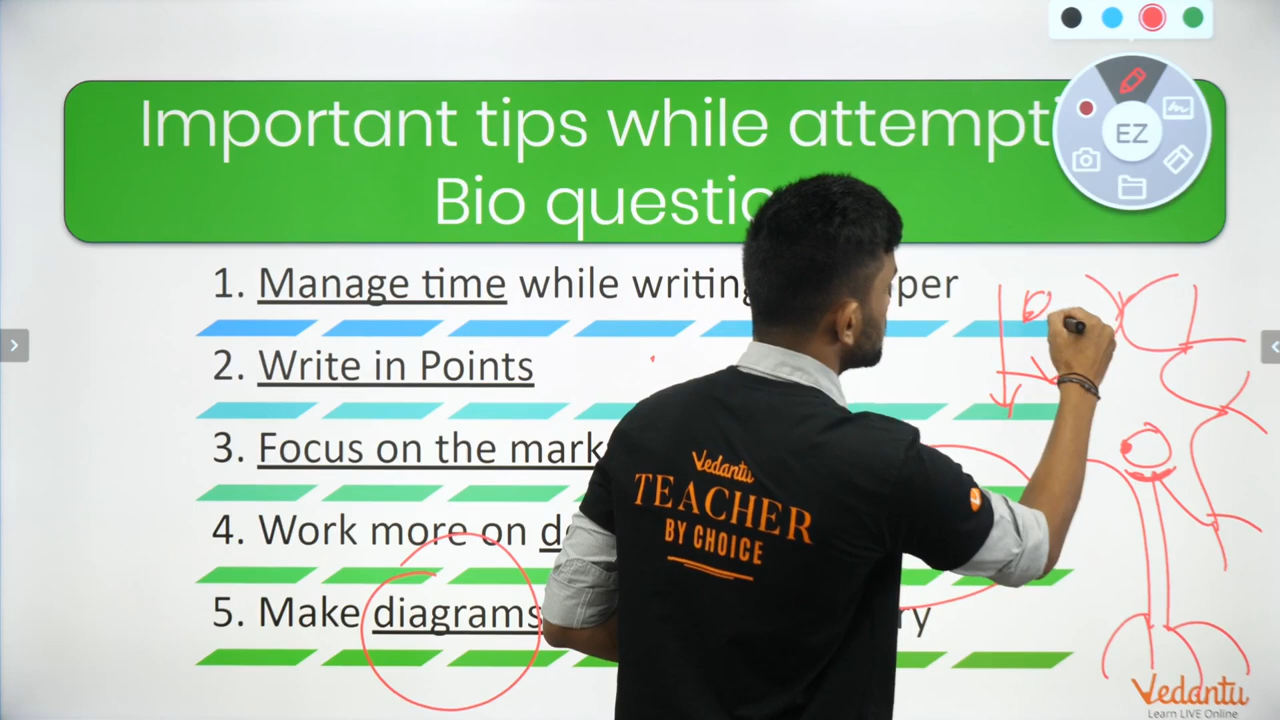 Important tips while attempti
Bio questio
EZ
1. Manage time while writing per
2. Write in Points
3. Focus on the mark
4. Work more on d
5. Make diagrams ry
Vedantu
TEACHER
BY CHOICE
Vedantu
Learn LIVE Online